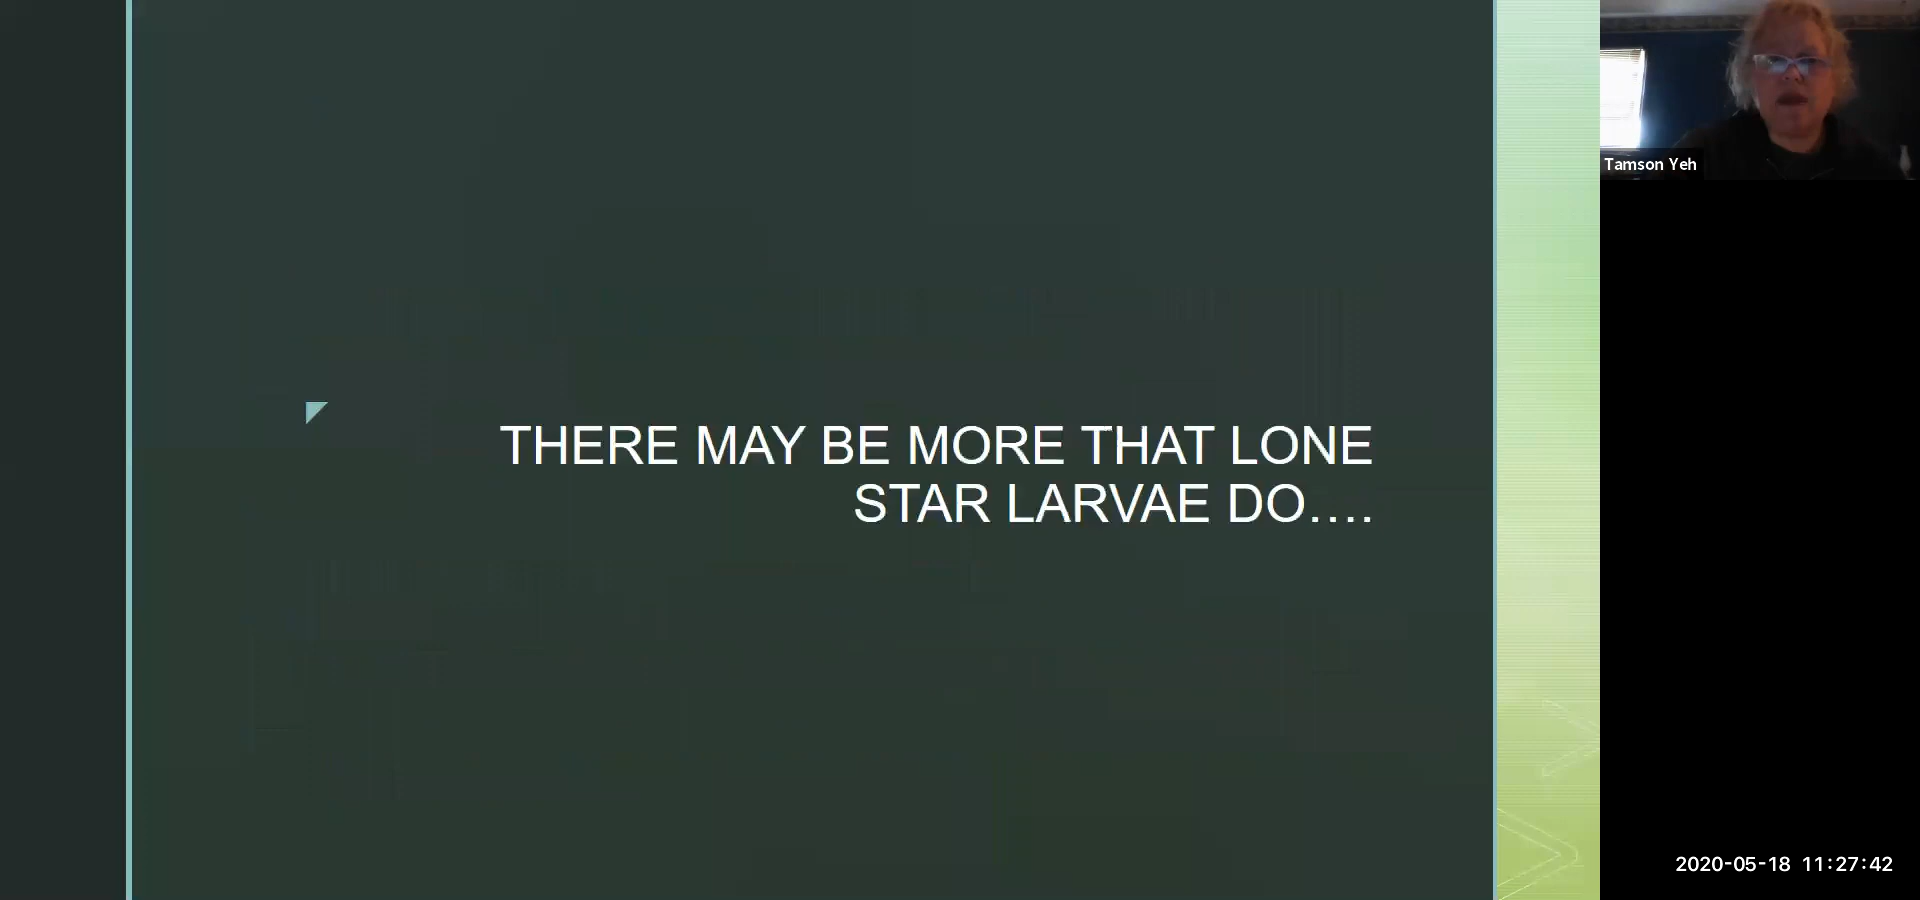 THERE MAY BE MORE THAT LONE
STAR LARVAE DO....
Tamson Yeh
2020-05-18 11:27:42